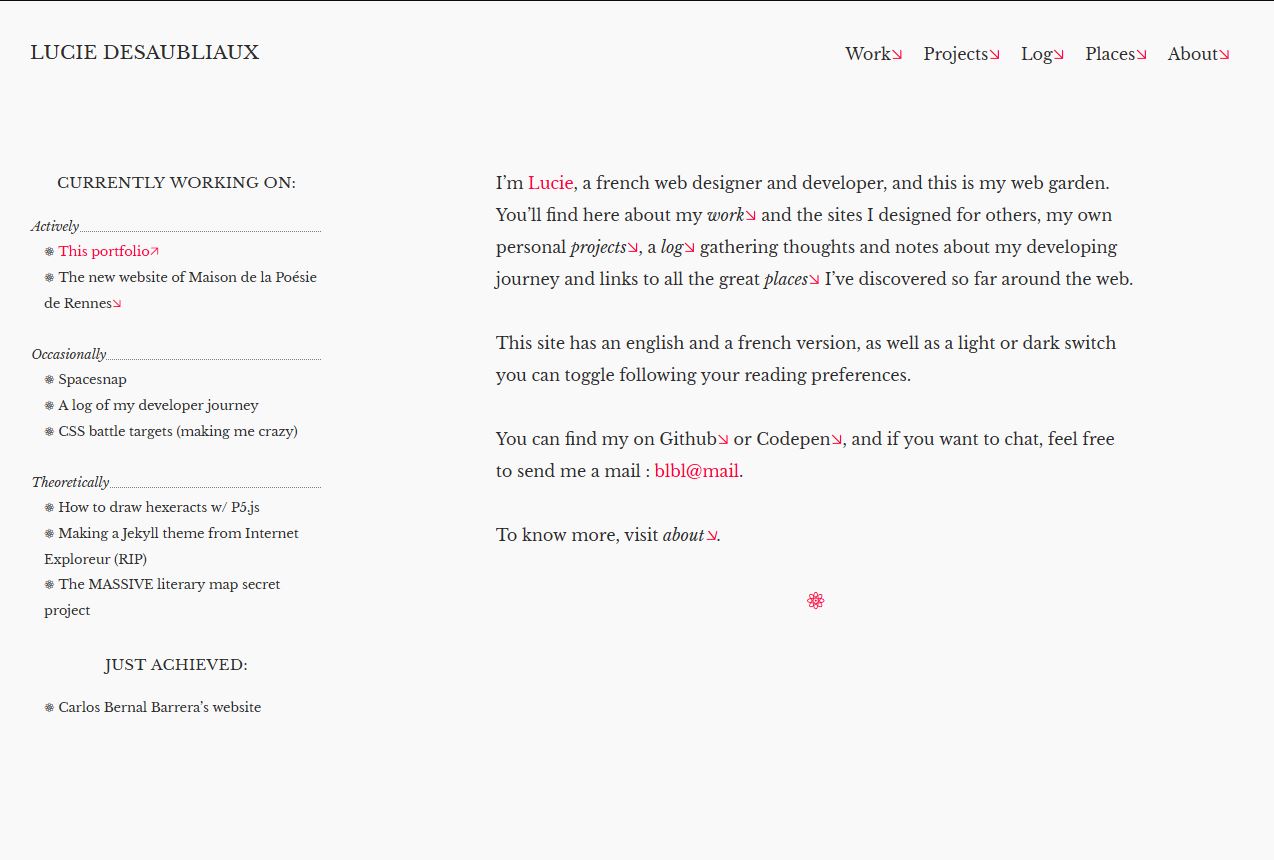 LUCIE DESAUBLIAUX
Work↘ Projects↘ Log↘ Places↘ About↘
CURRENTLY WORKING ON:
Actively
❃ This portfolio↗
❃ The new website of Maison de la Poésie
de Rennes↘
Occasionally
❃ Spacesnap
❃ A log of my developer journey
❃ CSS battle targets (making me crazy)
Theoretically
❃ How to draw hexeracts w/ P5.js
❃ Making a Jekyll theme from Internet
Exploreur (RIP)
❃ The MASSIVE literary map secret
project
JUST ACHIEVED:
❃ Carlos Bernal Barrera’s website
I’m Lucie, a french web designer and developer, and this is my web garden.
You’ll find here about my work↘ and the sites I designed for others, my own
personal projects↘, a log↘ gathering thoughts and notes about my developing
journey and links to all the great places↘ I’ve discovered so far around the web.
This site has an english and a french version, as well as a light or dark switch
you can toggle following your reading preferences.
You can find my on Github↘ or Codepen↘, and if you want to chat, feel free
to send me a mail : blbl@mail.
To know more, visit about↘.